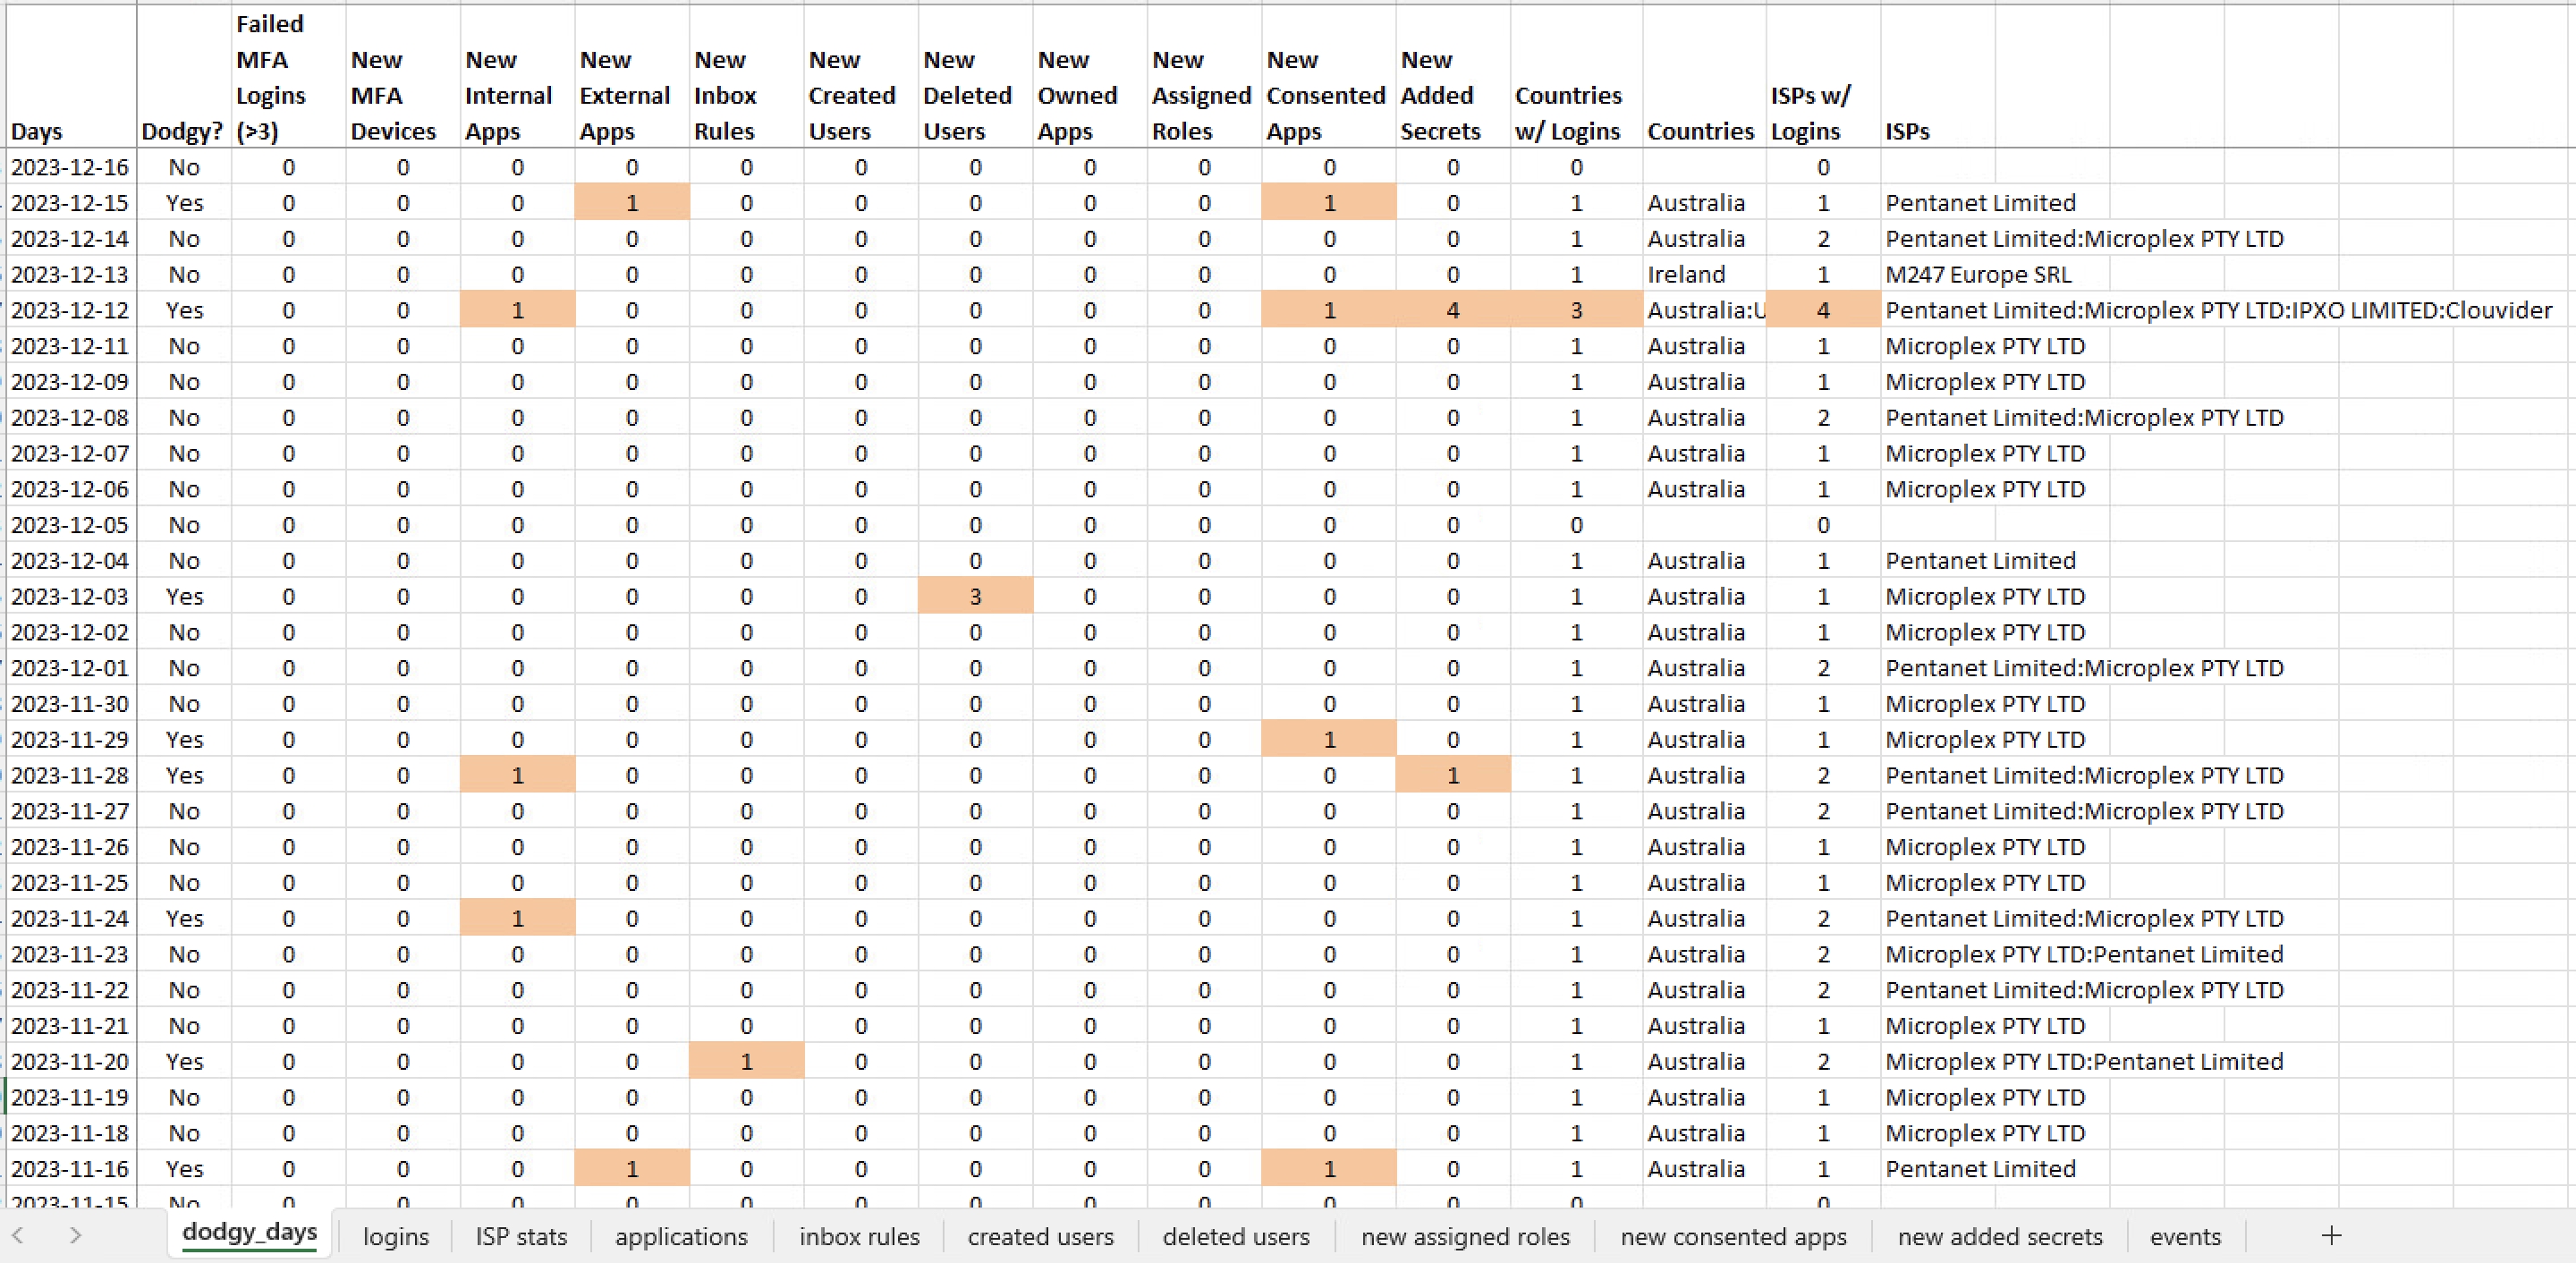 Days Dodgy? Failed MFA Logins (>3) New MFA Devices New Internal Apps New External Apps New Inbox Rules New Created Users New Deleted Users New Owned Apps New Assigned Roles New Consented Apps New Added Secrets Countries w/ Logins Countries ISPs w/ Logins ISPs
2023-12-16 No 0 0 0 0 0 0 0 0 0 0 0 0 0
2023-12-15 Yes 0 0 0 1 0 0 0 0 0 1 0 1 Australia 1 Pentanet Limited
2023-12-14 No 0 0 0 0 0 0 0 0 0 0 0 1 Australia 2 Pentanet Limited:Microplex PTY LTD
2023-12-13 No 0 0 0 0 0 0 0 0 0 0 0 1 Ireland 1 M247 Europe SRL
2023-12-12 Yes 0 0 1 0 0 0 0 0 0 1 4 3 Australia:U 4 Pentanet Limited:Microplex PTY LTD:IPXO LIMITED:Clouvider
2023-12-11 No 0 0 0 0 0 0 0 0 0 0 0 1 Australia 1 Microplex PTY LTD
2023-12-09 No 0 0 0 0 0 0 0 0 0 0 0 1 Australia 1 Microplex PTY LTD
2023-12-08 No 0 0 0 0 0 0 0 0 0 0 0 1 Australia 2 Pentanet Limited:Microplex PTY LTD
2023-12-07 No 0 0 0 0 0 0 0 0 0 0 0 1 Australia 1 Microplex PTY LTD
2023-12-06 No 0 0 0 0 0 0 0 0 0 0 0 1 Australia 1 Microplex PTY LTD
2023-12-05 No 0 0 0 0 0 0 0 0 0 0 0 0 0
2023-12-04 No 0 0 0 0 0 0 0 0 0 0 0 1 Australia 1 Pentanet Limited
2023-12-03 Yes 0 0 0 0 0 0 3 0 0 0 0 1 Australia 1 Microplex PTY LTD
2023-12-02 No 0 0 0 0 0 0 0 0 0 0 0 1 Australia 1 Microplex PTY LTD
2023-12-01 No 0 0 0 0 0 0 0 0 0 0 0 1 Australia 2 Pentanet Limited:Microplex PTY LTD
2023-11-30 No 0 0 0 0 0 0 0 0 0 0 0 1 Australia 1 Microplex PTY LTD
2023-11-29 Yes 0 0 0 0 0 0 0 0 0 1 0 1 Australia 1 Microplex PTY LTD
2023-11-28 Yes 0 0 1 0 0 0 0 0 0 0 1 1 Australia 2 Pentanet Limited:Microplex PTY LTD
2023-11-27 No 0 0 0 0 0 0 0 0 0 0 0 1 Australia 2 Pentanet Limited:Microplex PTY LTD
2023-11-26 No 0 0 0 0 0 0 0 0 0 0 0 1 Australia 1 Microplex PTY LTD
2023-11-25 No 0 0 0 0 0 0 0 0 0 0 0 1 Australia 1 Microplex PTY LTD
2023-11-24 Yes 0 0 1 0 0 0 0 0 0 0 0 1 Australia 2 Pentanet Limited:Microplex PTY LTD
2023-11-23 No 0 0 0 0 0 0 0 0 0 0 0 1 Australia 2 Microplex PTY LTD:Pentanet Limited
2023-11-22 No 0 0 0 0 0 0 0 0 0 0 0 1 Australia 2 Pentanet Limited:Microplex PTY LTD
2023-11-21 No 0 0 0 0 0 0 0 0 0 0 0 1 Australia 1 Microplex PTY LTD
2023-11-20 Yes 0 0 0 0 1 0 0 0 0 0 0 1 Australia 2 Microplex PTY LTD:Pentanet Limited
2023-11-19 No 0 0 0 0 0 0 0 0 0 0 0 1 Australia 1 Microplex PTY LTD
2023-11-18 No 0 0 0 0 0 0 0 0 0 0 0 1 Australia 1 Microplex PTY LTD
2023-11-16 Yes 0 0 0 1 0 0 0 0 0 1 0 1 Australia 1 Pentanet Limited
2023-11-15 No 0 0 0 0 0 0 0 0 0 0 0 0 0
dodgy_days logins ISP stats applications inbox rules created users deleted users new assigned roles new consented apps new added secrets events +